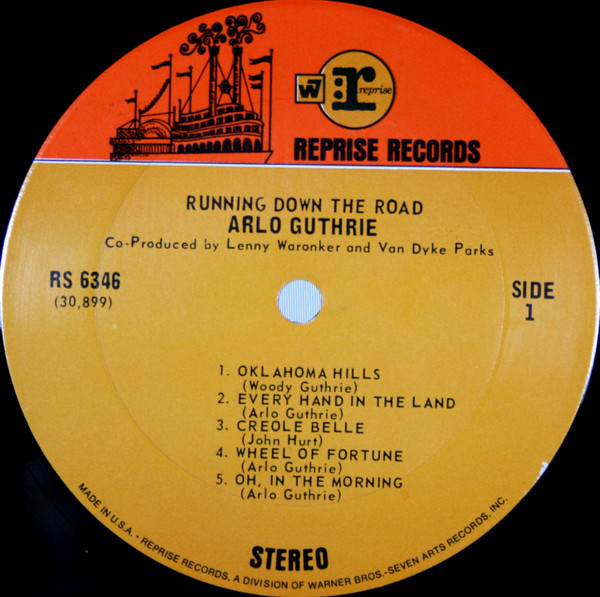 W7
r: reprise
REPRISE RECORDS
RUNNING DOWN THE ROAD
ARLO GUTHRIE
Co-Produced by Lenny Waronker and Van Dyke Parks
RS 6346
(30,899)
SIDE
1
1. OKLAHOMA HILLS
(Woody Guthrie)
2. EVERY HAND IN THE LAND
(Arlo Guthrie)
3. CREOLE BELLE
(John Hurt)
4. WHEEL OF FORTUNE
(Arlo Guthrie)
5. OH, IN THE MORNING
(Arlo Guthrie)
STEREO
MADE IN U.S.A. • REPRISE RECORDS, A DIVISION OF WARNER BROS.-SEVEN ARTS RECORDS, INC.